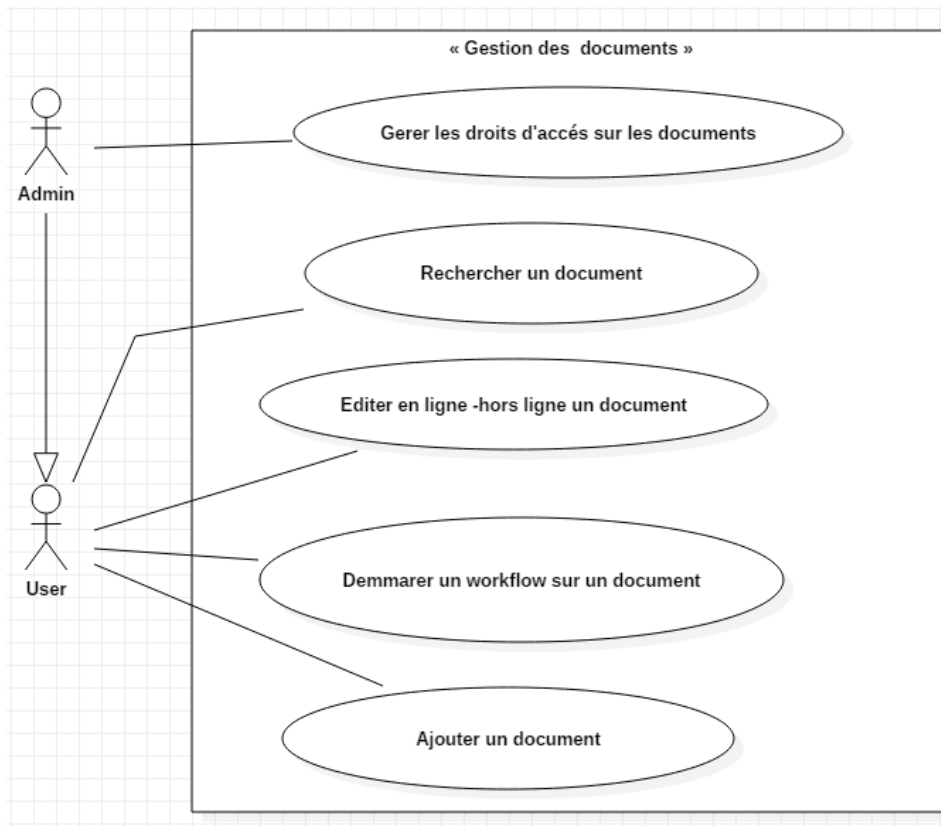 « Gestion des  documents »
Gerer les droits d'accés sur les documents
Admin
Rechercher un document
Editer en ligne -hors ligne un document
Demmarer un workflow sur un document
User
Ajouter un document